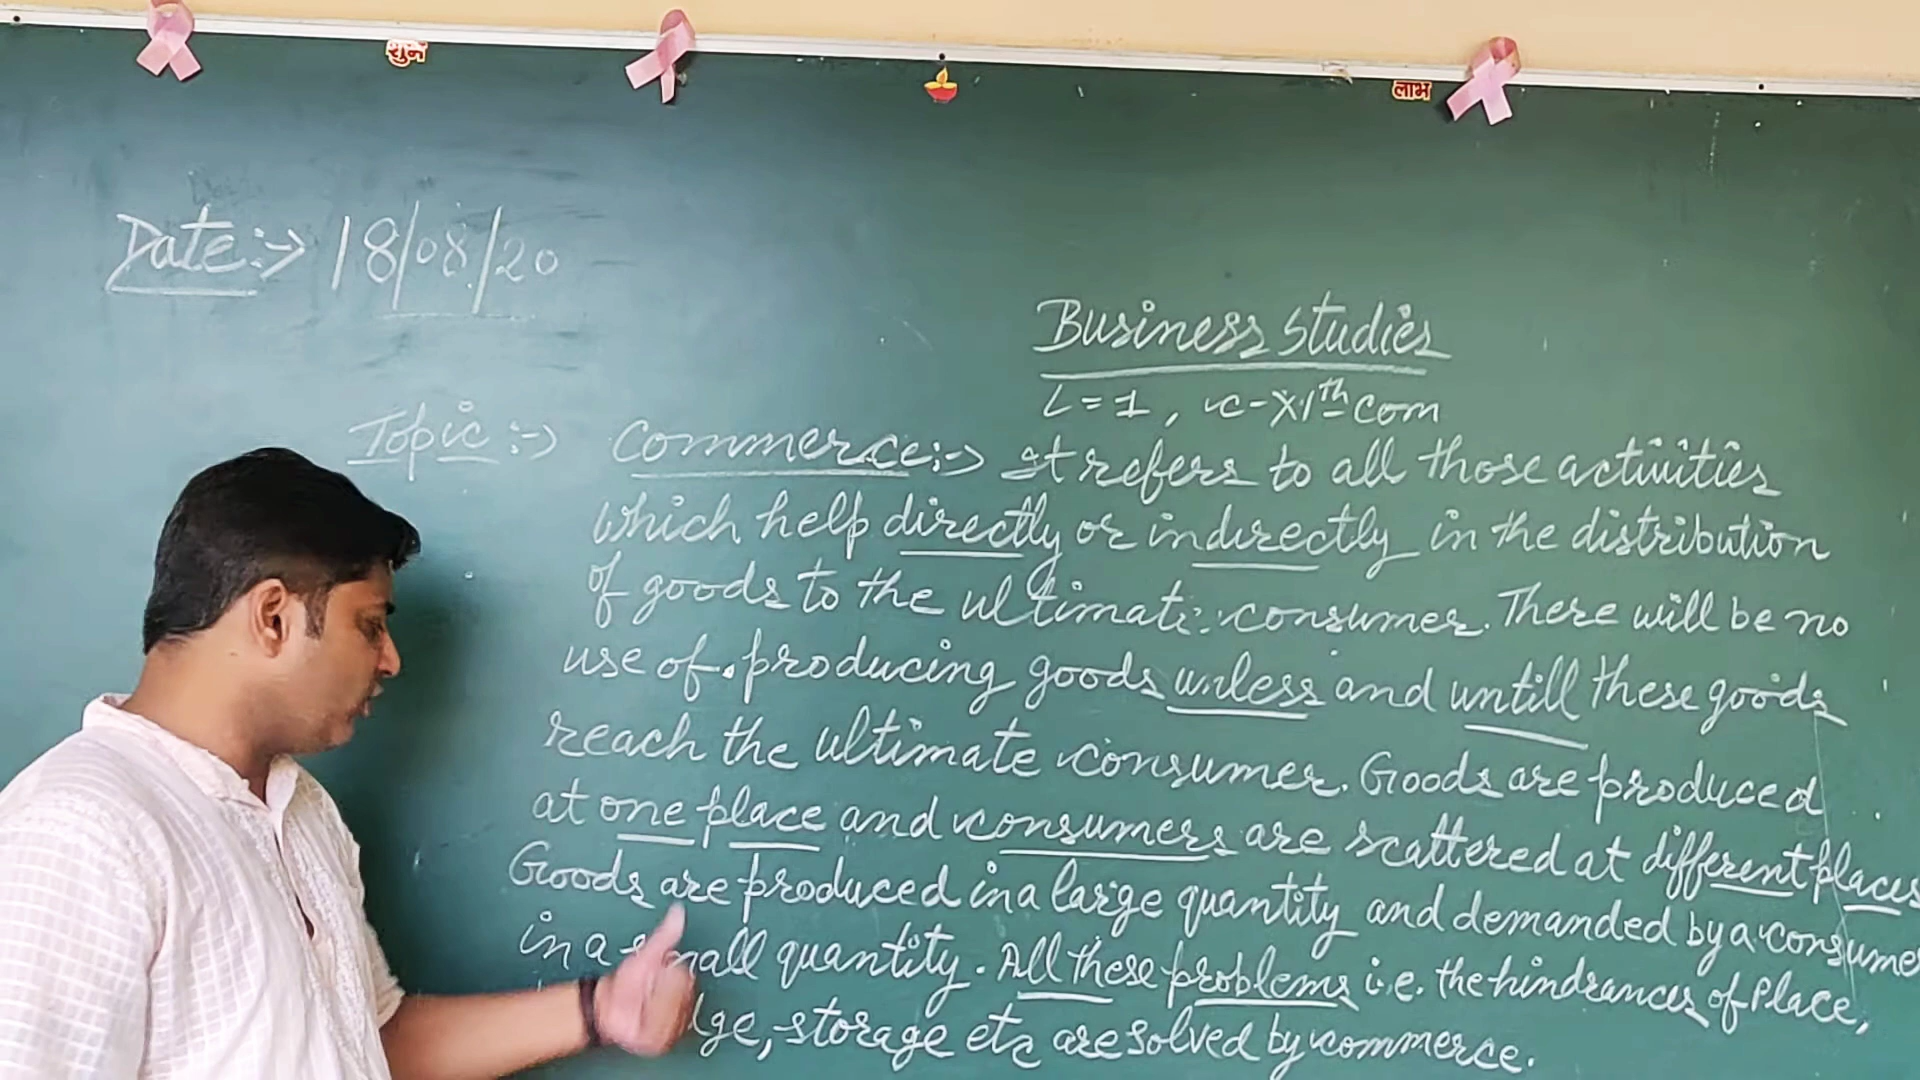 शुभ
लाभ
Date:-> 18/08/20
Business Studies
L=1, C-XIth Com
Topic:-> Commerce:-> It refers to all those activities
which help directly or indirectly in the distribution
of goods to the ultimate consumer. There will be no
use of producing goods unless and untill these goods
reach the ultimate consumer. Goods are produced
at one place and consumers are scattered at different places
Goods are produced in a large quantity and demanded by a consumer
in a small quantity. All these problems i.e. the hindrances of Place,
storage etc are solved by commerce.